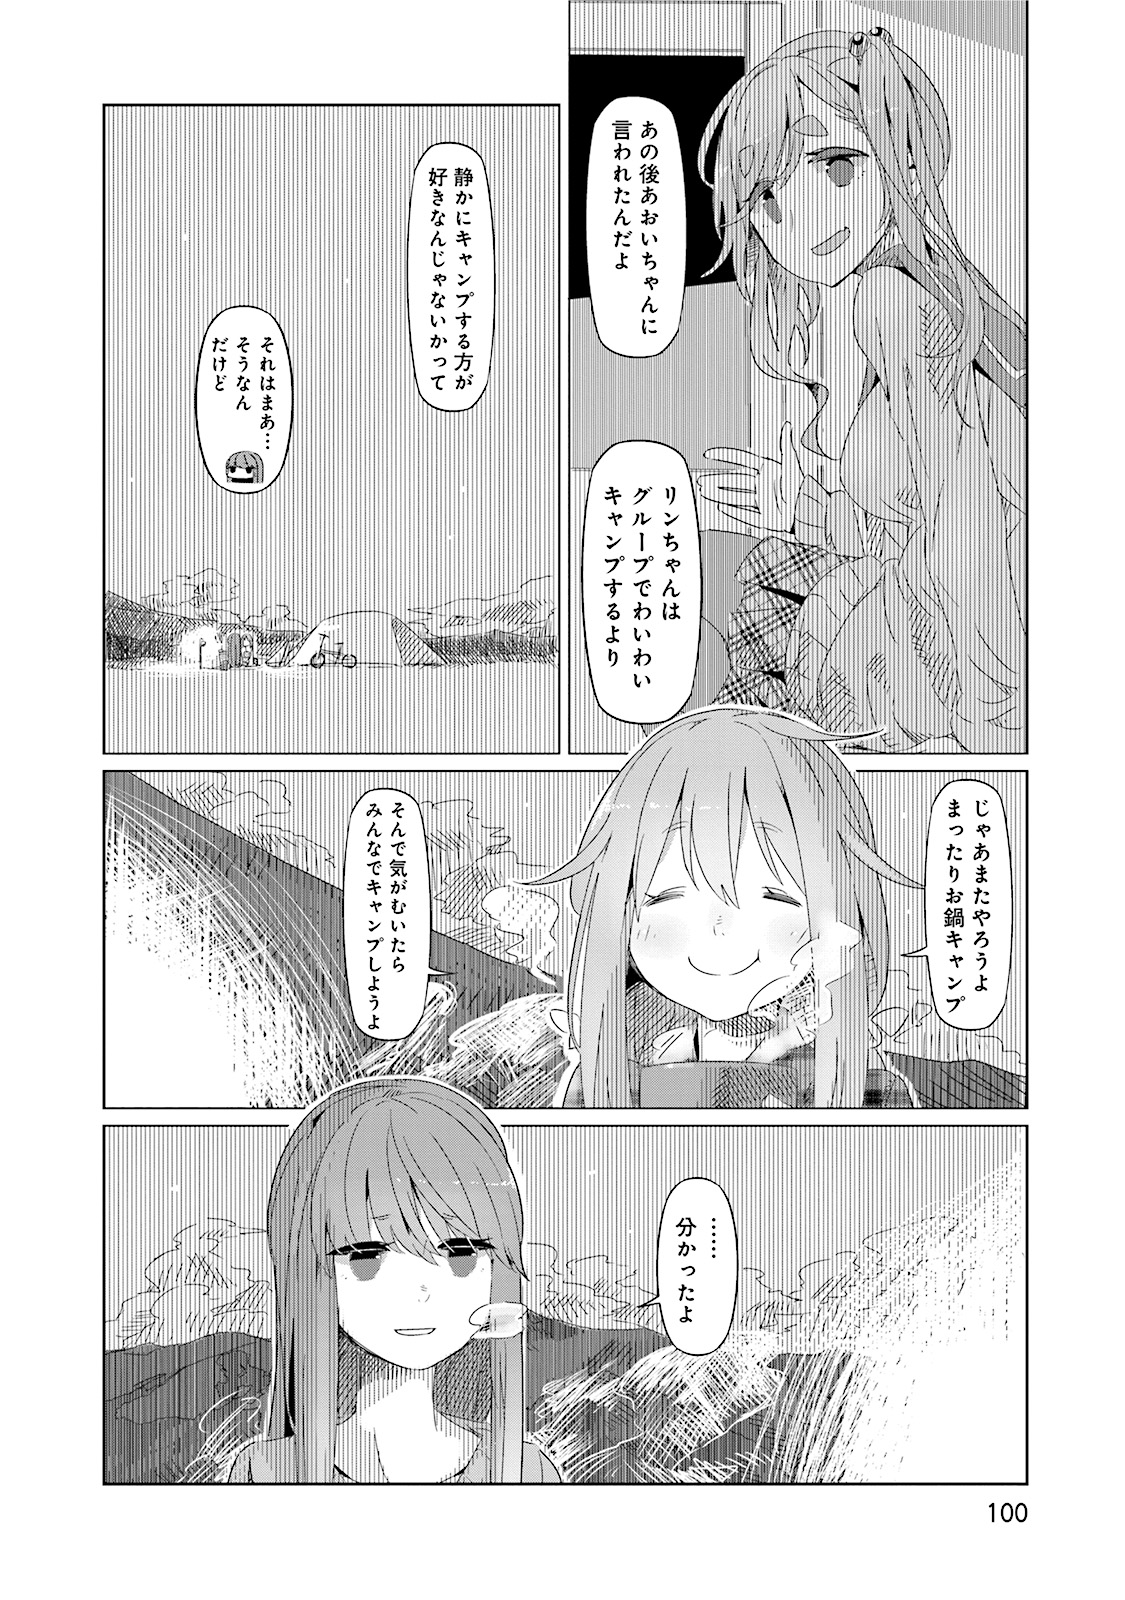 あの後あおいちゃんに
言われたんだよ
リンちゃんは
グループでわいわい
キャンプするより
静かにキャンプする方が
好きなんじゃないかって
それはまあ…
そうなん
だけど
じゃあまたやろうよ
まったりお鍋キャンプ
そんで気がむいたら
みんなでキャンプしようよ
……
分かったよ
100